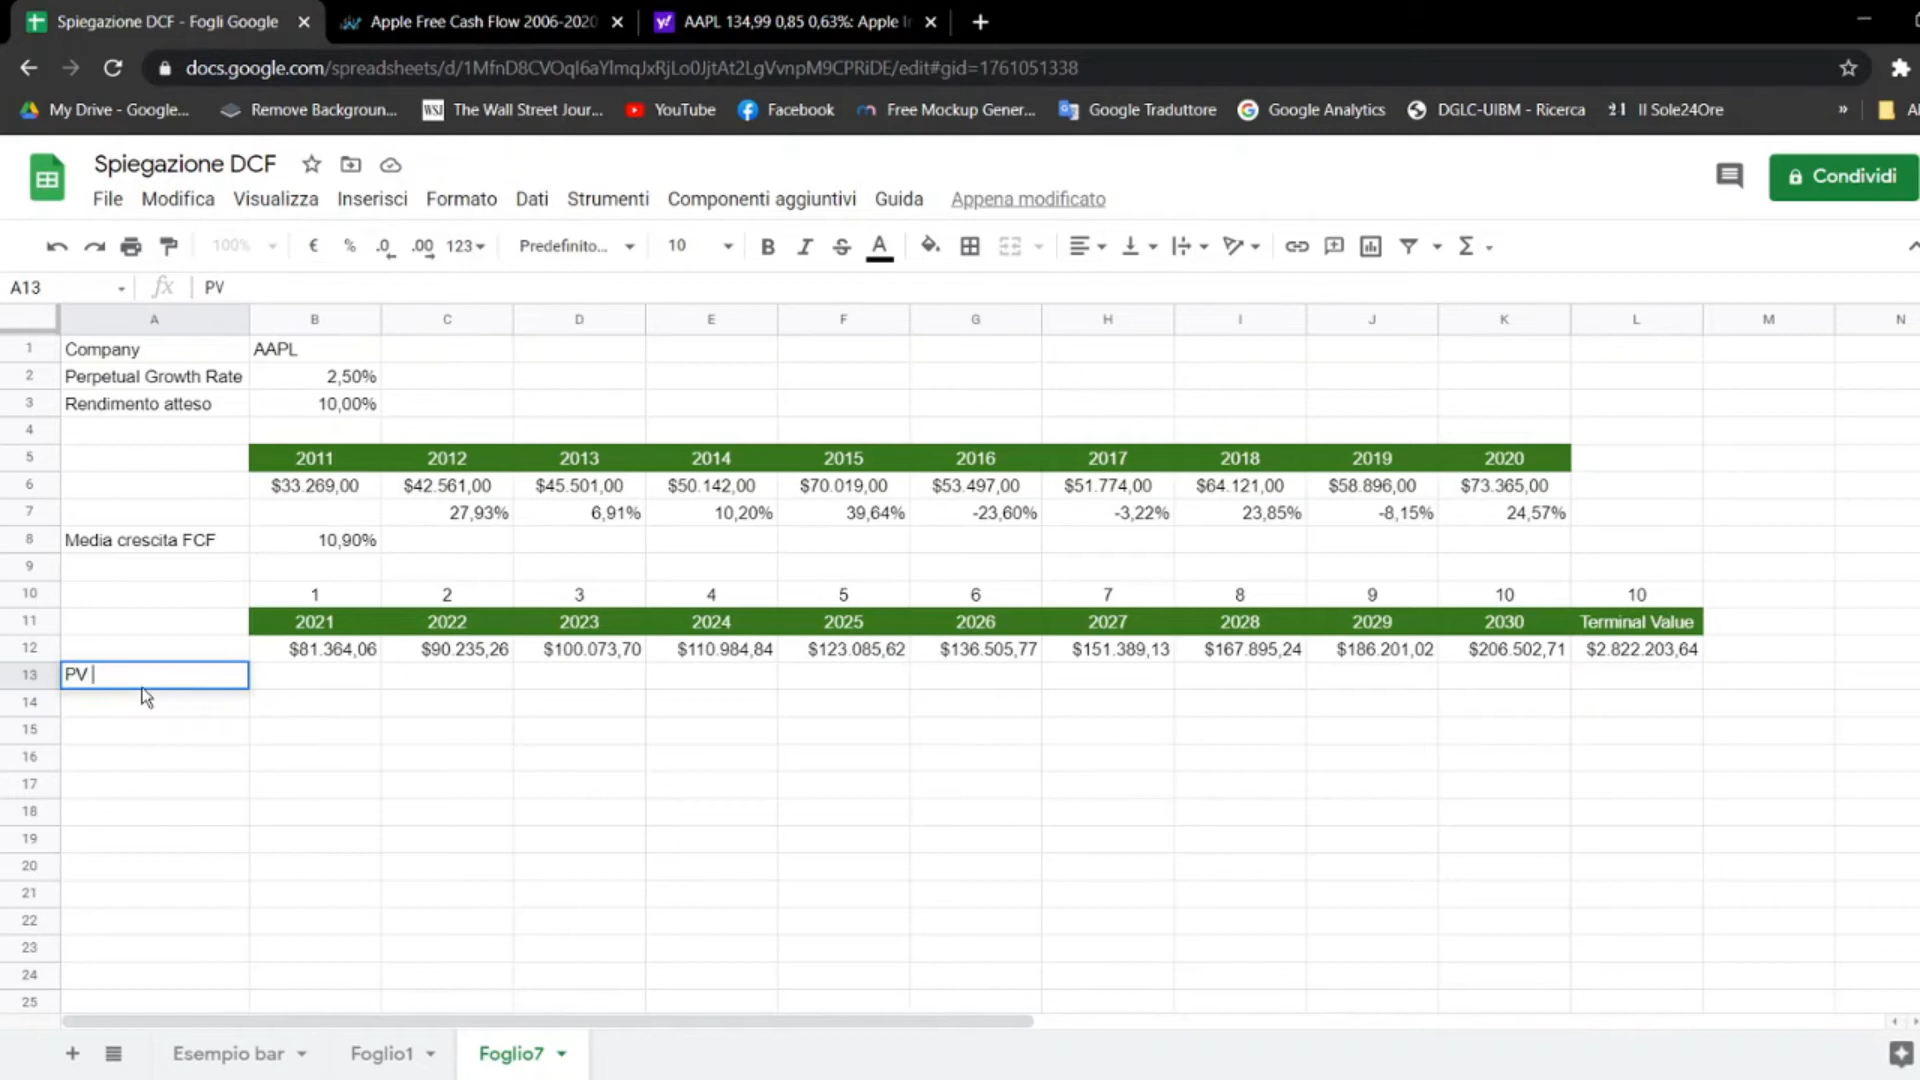 Spiegazione DCF - Fogli Google
Apple Free Cash Flow 2006-2020
AAPL 134,99 0,85 0,63%: Apple In
docs.google.com/spreadsheets/d/1MfnD8CVOqI6aYlmqJxRjLo0JjtAt2LgVvnpM9CPRiDE/edit#gid=1761051338
My Drive - Google... Remove Backgroun... WSJ The Wall Street Jour... YouTube Facebook Free Mockup Gener... Google Traduttore Google Analytics DGLC-UIBM - Ricerca Il Sole24Ore »
Spiegazione DCF
Condividi
File Modifica Visualizza Inserisci Formato Dati Strumenti Componenti aggiuntivi Guida Appena modificato
100% € % .0 .00 123 Predefinito... 10 B I S A Σ
A13 fx PV
A B C D E F G H I J K L M N
1 Company AAPL
2 Perpetual Growth Rate 2,50%
3 Rendimento atteso 10,00%
4
5 2011 2012 2013 2014 2015 2016 2017 2018 2019 2020
6 $33.269,00 $42.561,00 $45.501,00 $50.142,00 $70.019,00 $53.497,00 $51.774,00 $64.121,00 $58.896,00 $73.365,00
7 27,93% 6,91% 10,20% 39,64% -23,60% -3,22% 23,85% -8,15% 24,57%
8 Media crescita FCF 10,90%
9
10 1 2 3 4 5 6 7 8 9 10 10
11 2021 2022 2023 2024 2025 2026 2027 2028 2029 2030 Terminal Value
12 $81.364,06 $90.235,26 $100.073,70 $110.984,84 $123.085,62 $136.505,77 $151.389,13 $167.895,24 $186.201,02 $206.502,71 $2.822.203,64
13 PV
14
15
16
17
18
19
20
21
22
23
24
25
Esempio bar Foglio1 Foglio7